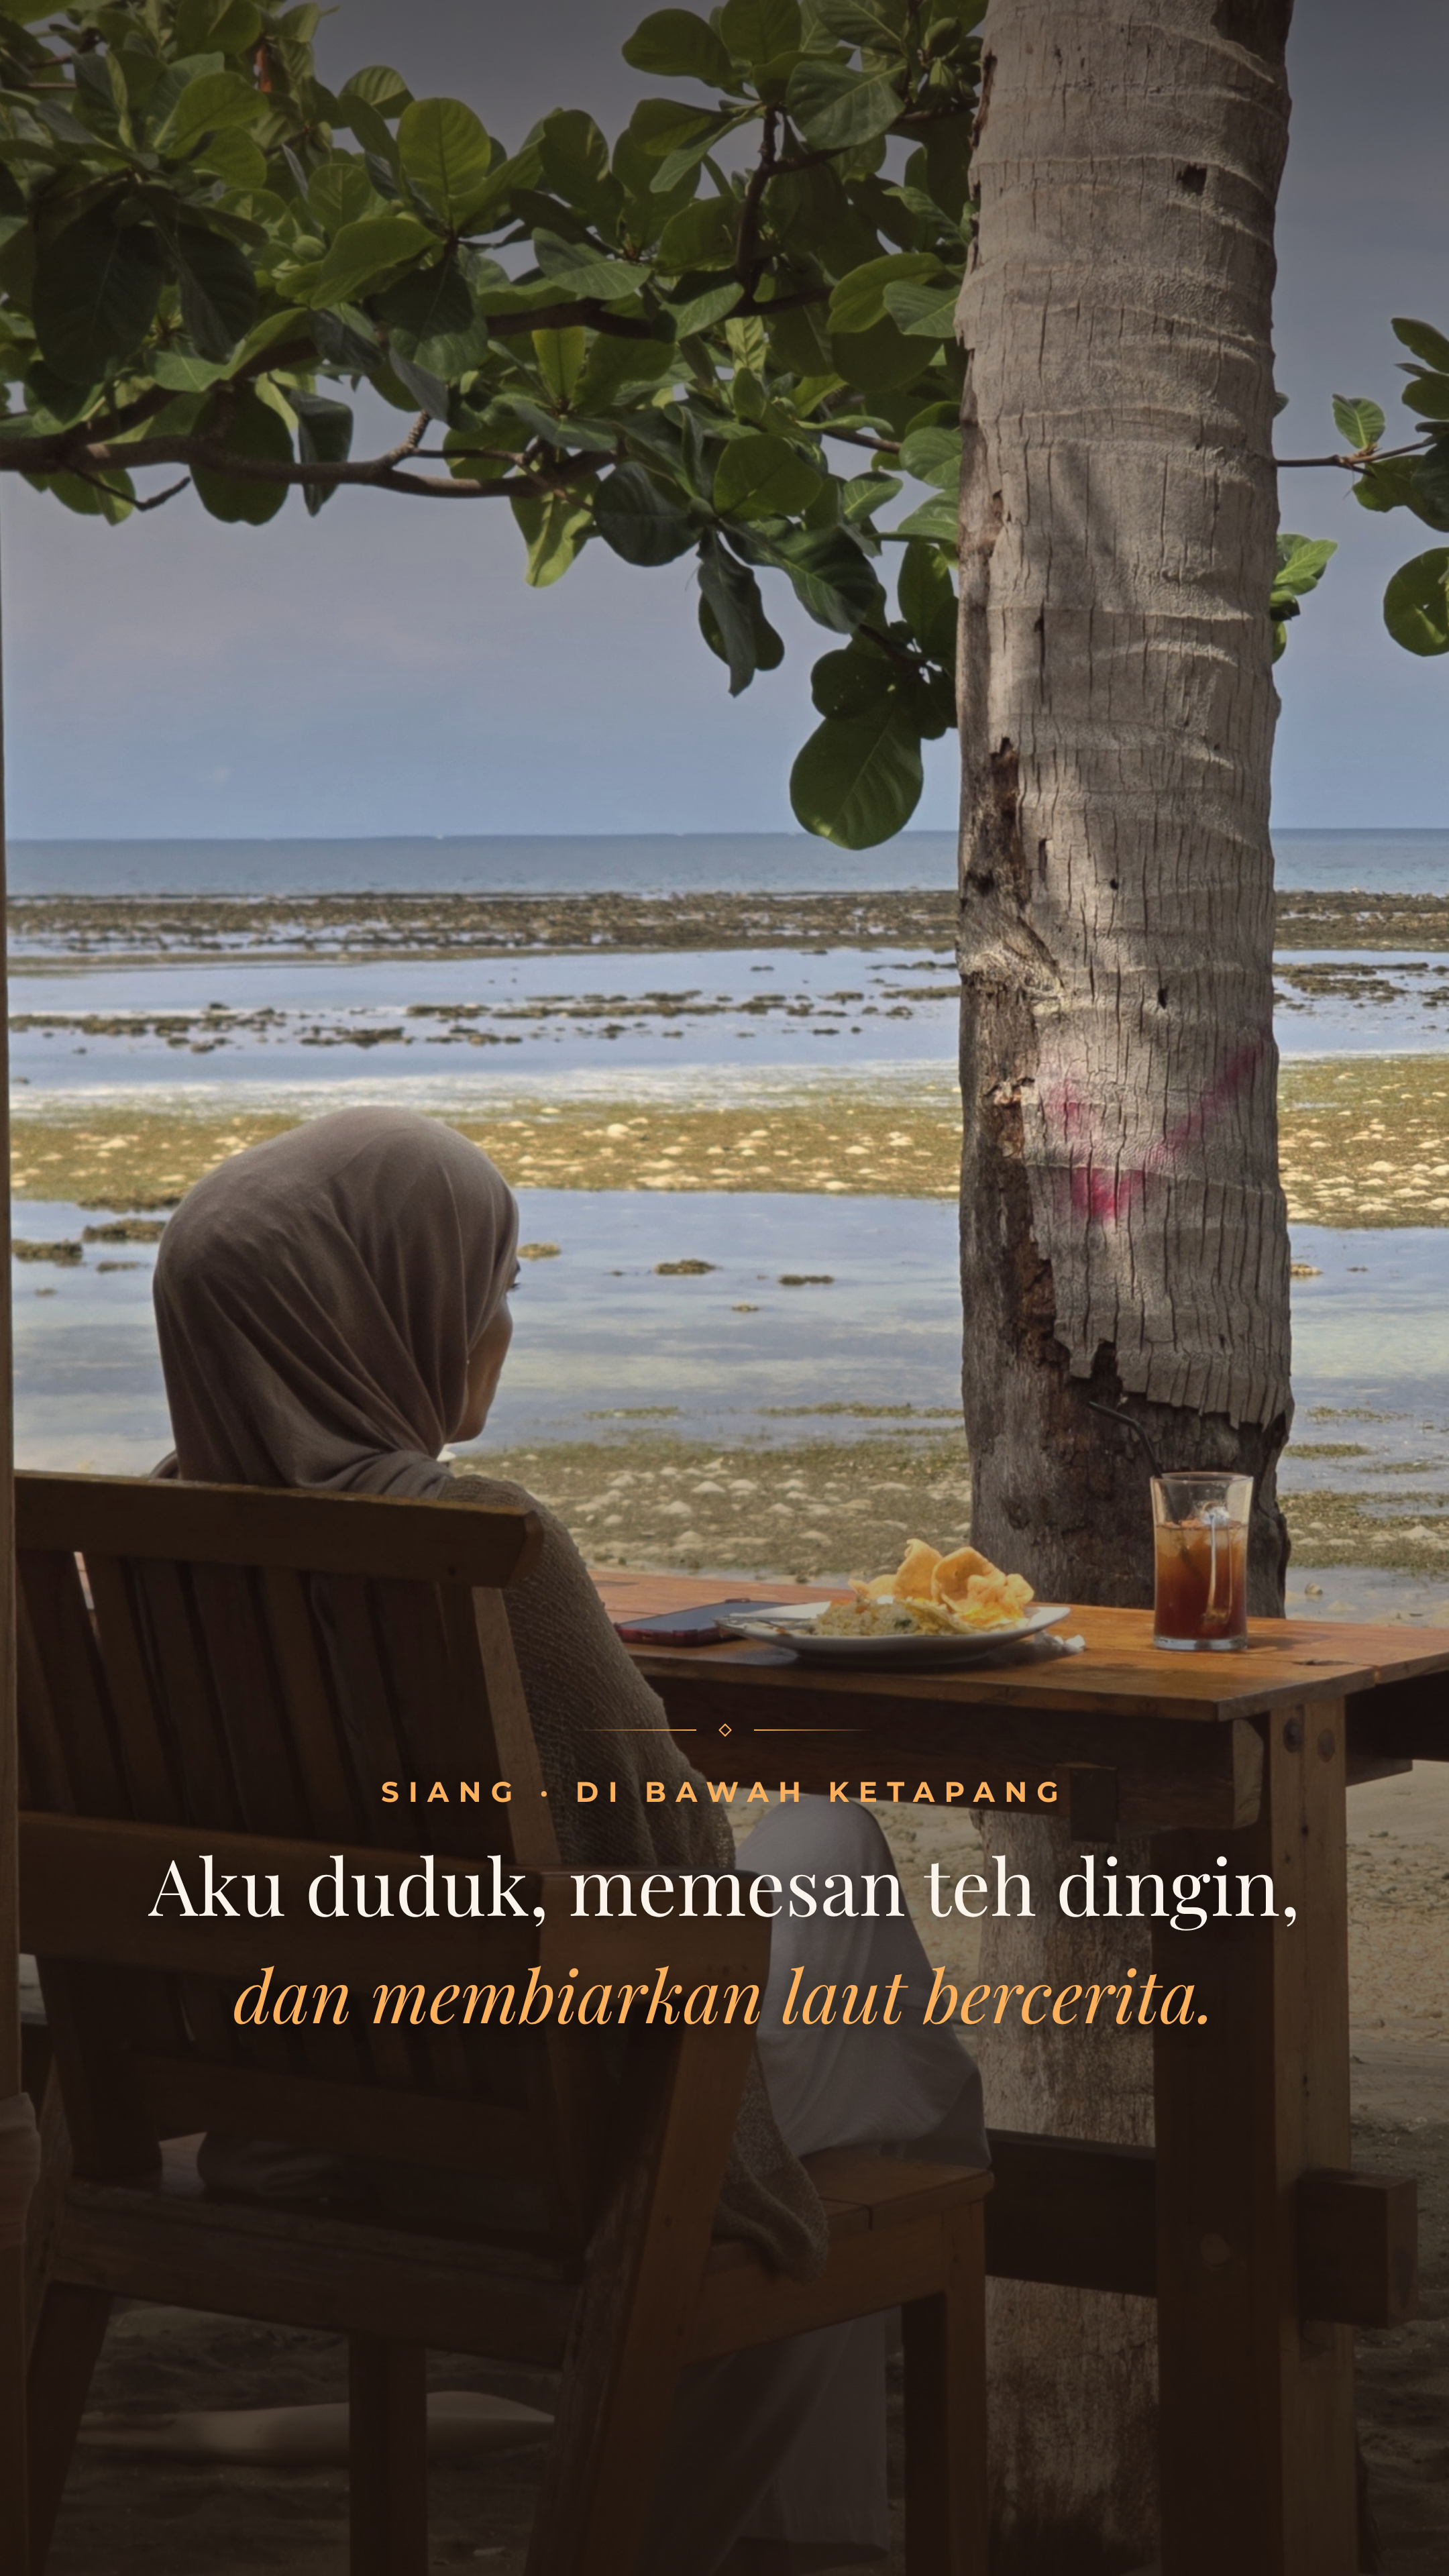 SIANG · DI BAWAH KETAPANG
Aku duduk, memesan teh dingin,
dan membiarkan laut bercerita.